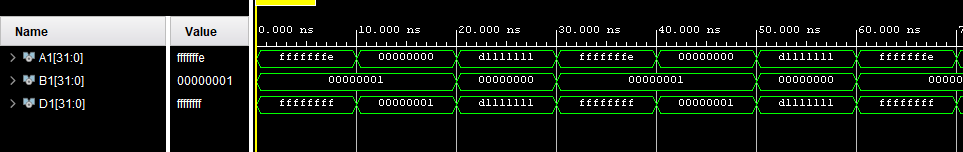 Name Value
0.000 ns 10.000 ns 20.000 ns 30.000 ns 40.000 ns 50.000 ns 60.000 ns
A1[31:0] fffffffe fffffffe 00000000 d1111111 fffffffe 00000000 d1111111 fffffffe
B1[31:0] 00000001 00000001 00000000 00000001 00000000
D1[31:0] ffffffff ffffffff 00000001 d1111111 ffffffff 00000001 d1111111 ffffffff